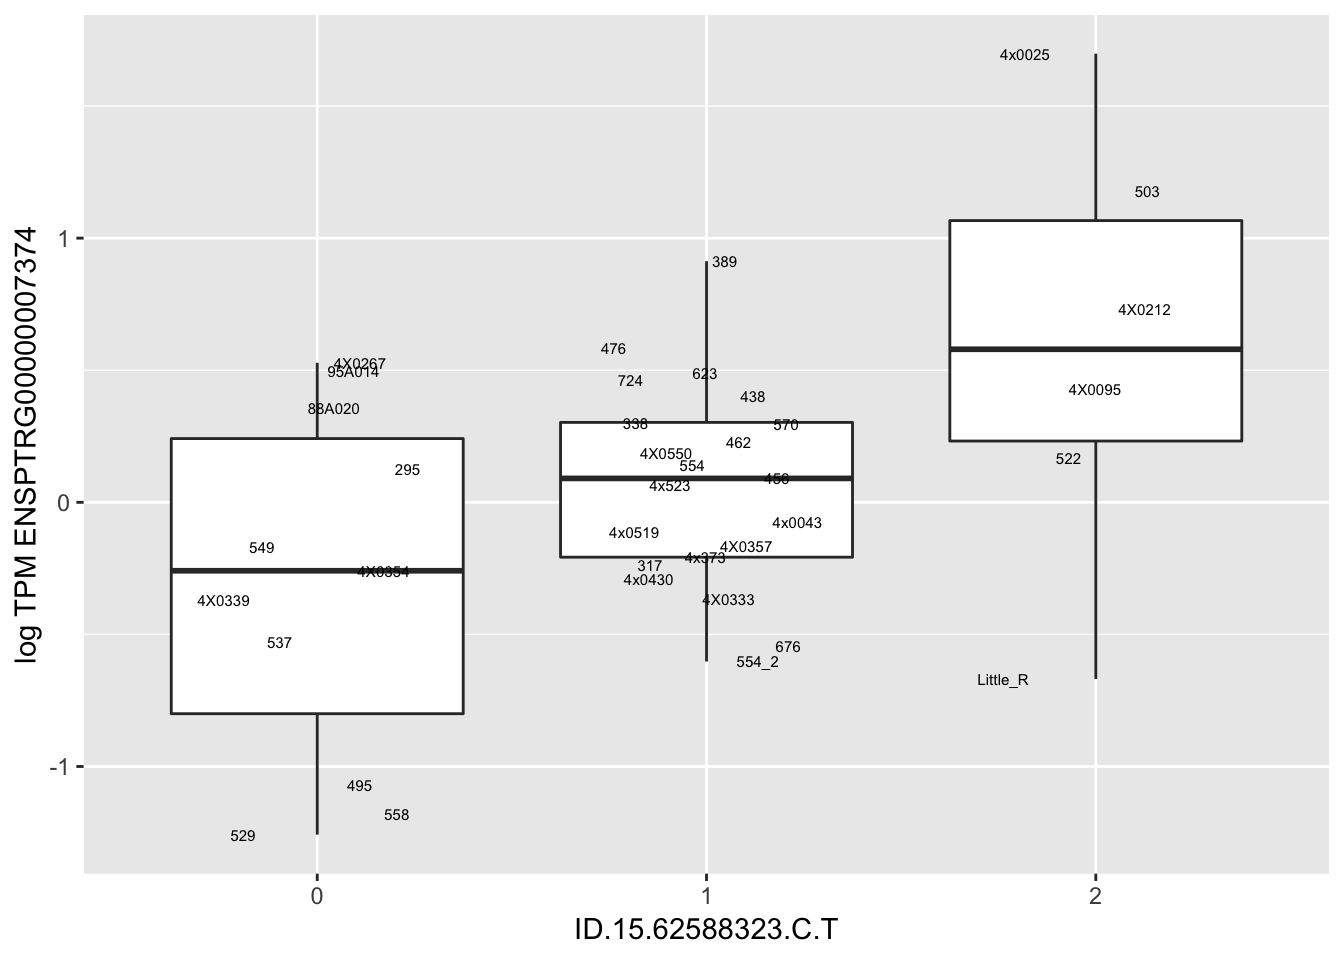 4x0025
503
1
389
4X0212
476
4X0267
95A014
623
724
4X0095
438
88A020
338
570
462
4X0550
522
554
295
456
4x523
0
4x0043
4x0519
549
4X0357
4x373
317
4X0354
4x0430
4X0333
4X0339
537
676
554_2
Little_R
-1
495
558
529
log TPM ENSPTRG00000007374
0
1
2
ID.15.62588323.C.T